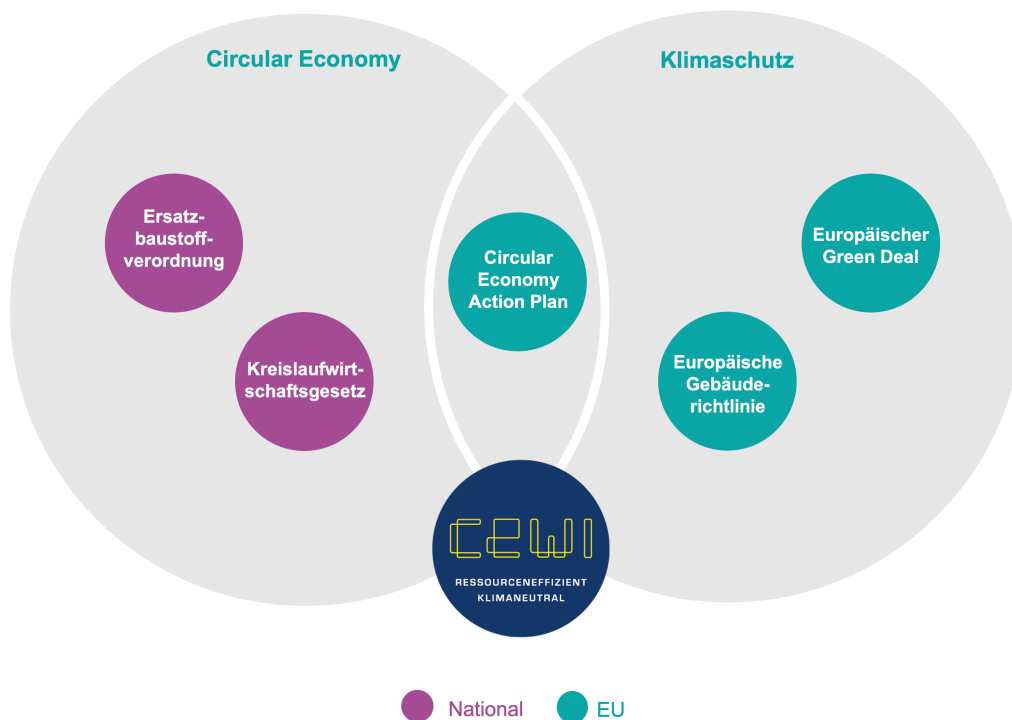 Circular Economy
Klimaschutz
Ersatz-
baustoff-
verordnung
Kreislaufwirt-
schaftsgesetz
Circular
Economy
Action Plan
Europäischer
Green Deal
Europäische
Gebäude-
richtlinie
C2WI
RESSOURCENEFFIZIENT
KLIMANEUTRAL
National
EU